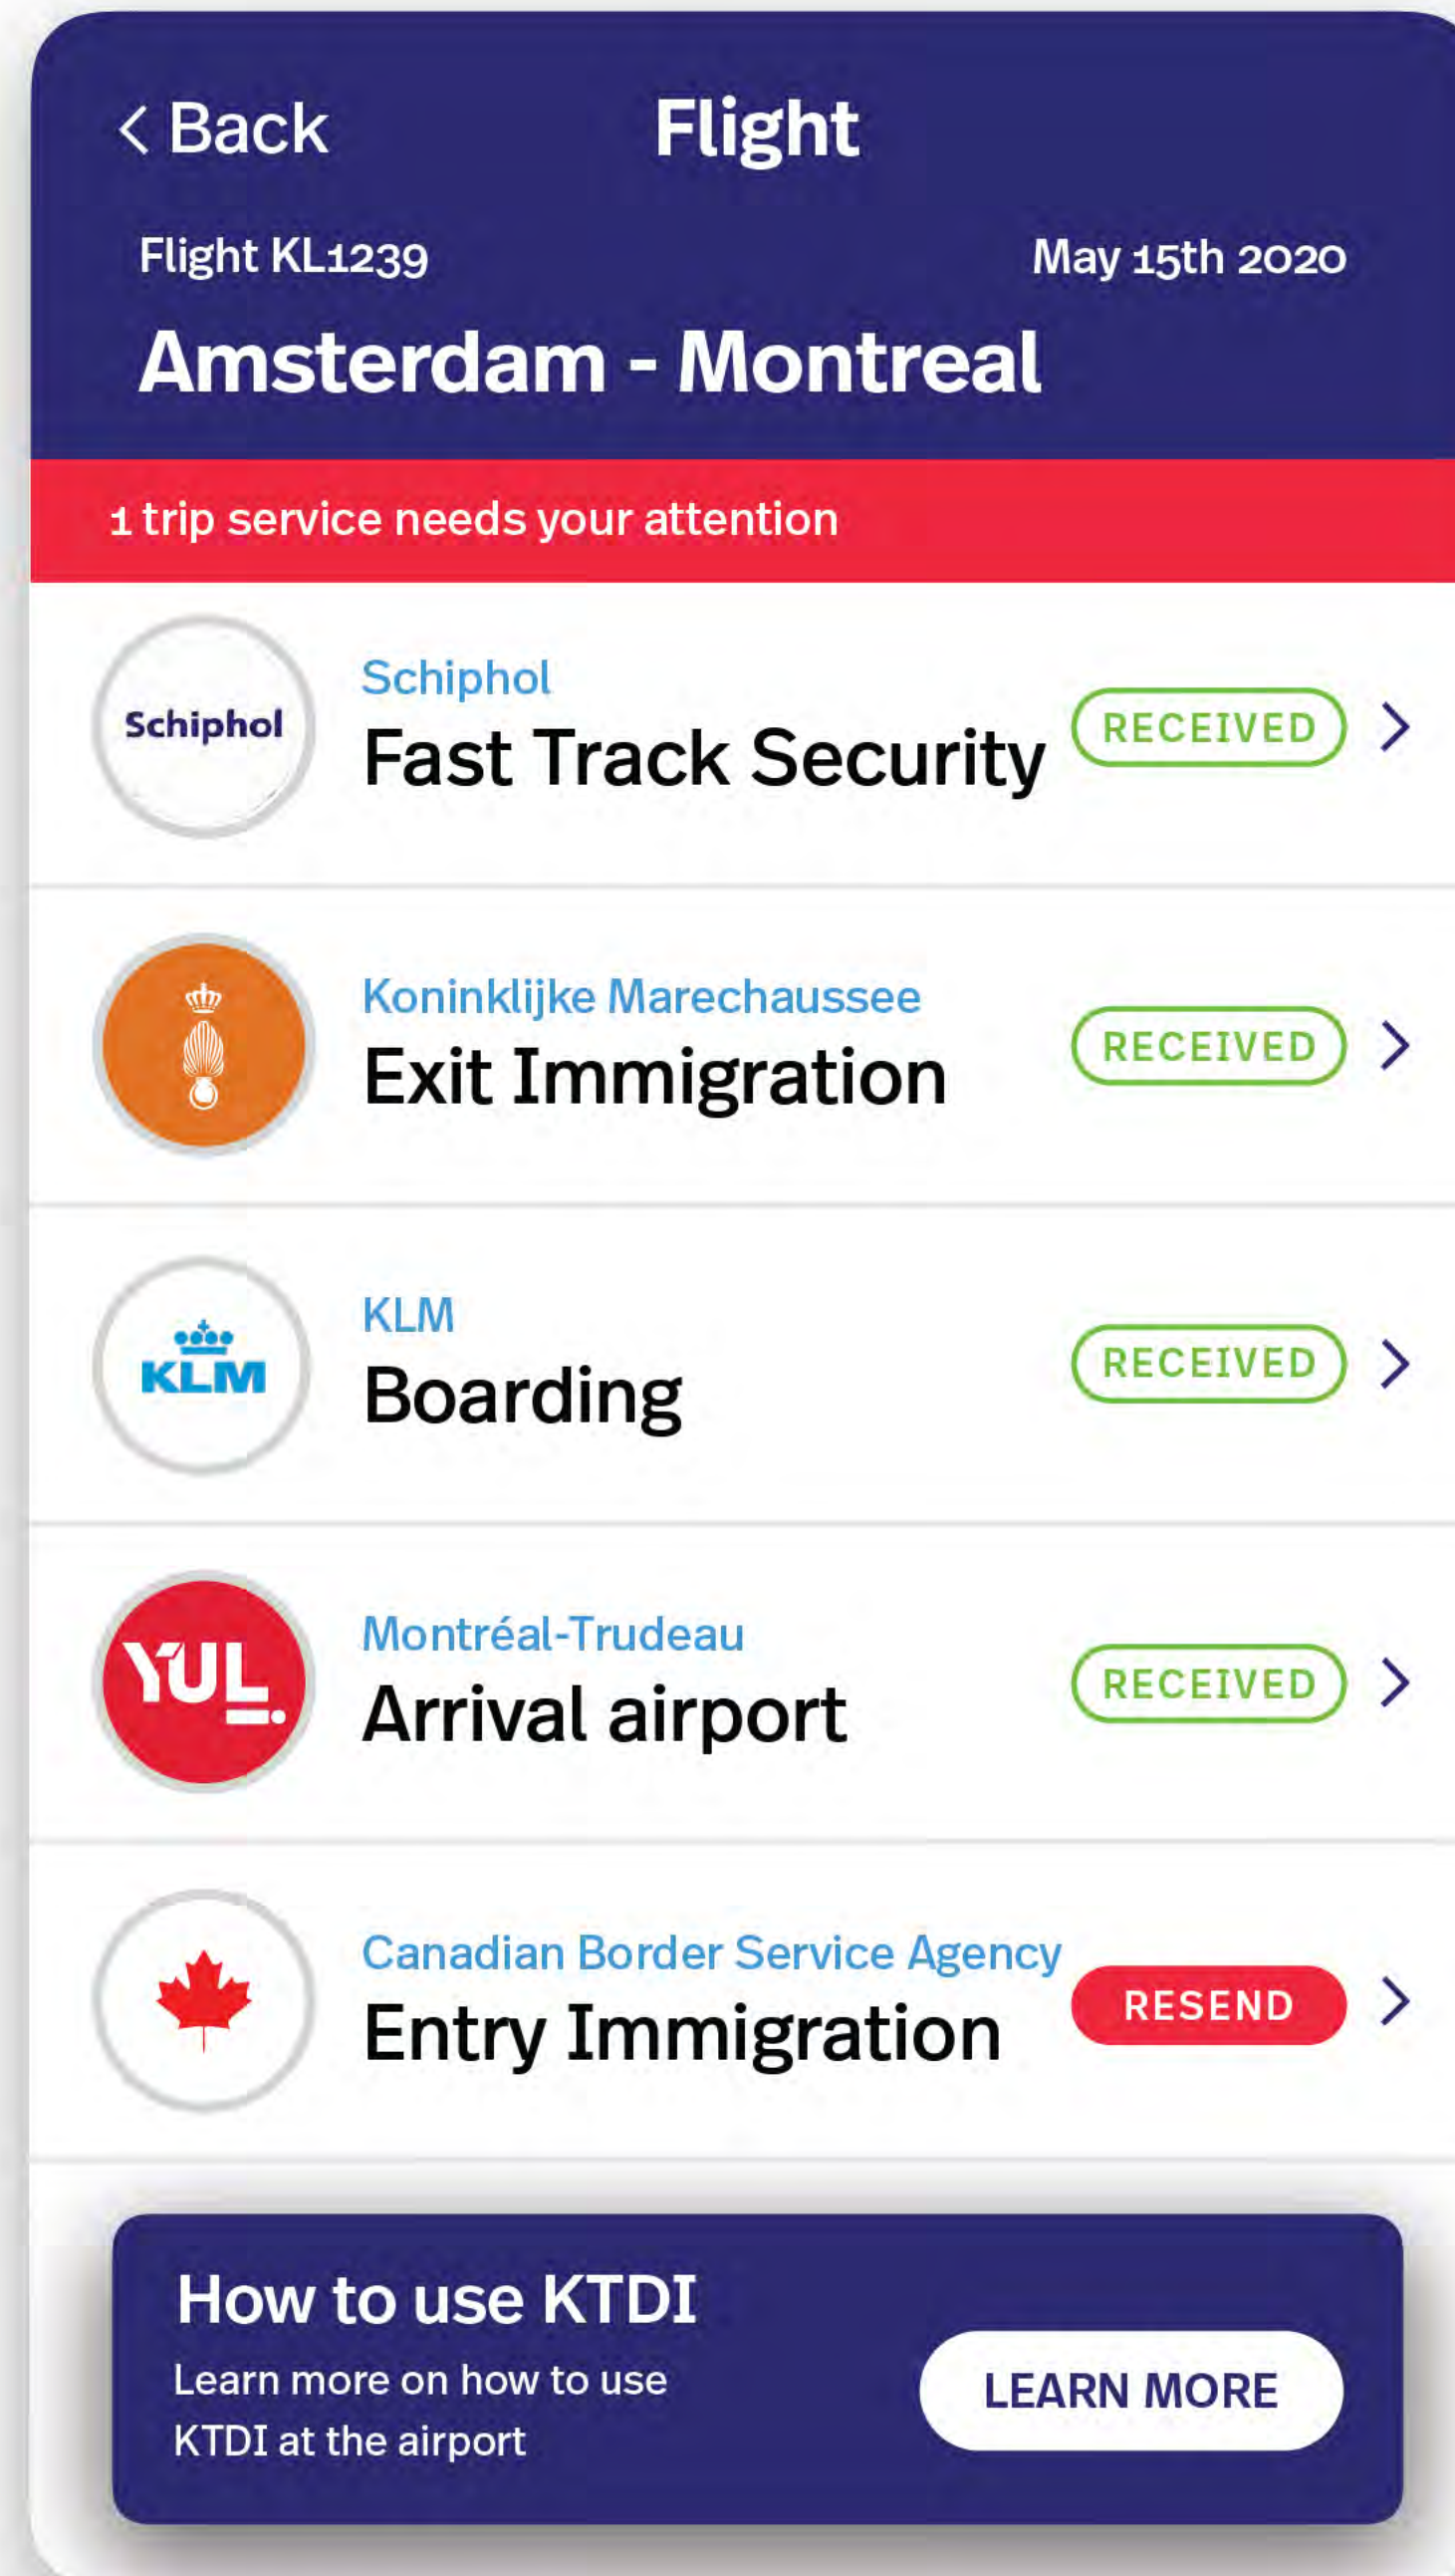 < Back
Flight
Flight KL1239
May 15th 2020
Amsterdam - Montreal
1 trip service needs your attention
Schiphol
Schiphol
Fast Track Security
RECEIVED
Koninklijke Marechaussee
Exit Immigration
RECEIVED
KLM
KLM
Boarding
RECEIVED
YUL
Montréal-Trudeau
Arrival airport
RECEIVED
Canadian Border Service Agency
Entry Immigration
RESEND
How to use KTDI
Learn more on how to use
KTDI at the airport
LEARN MORE